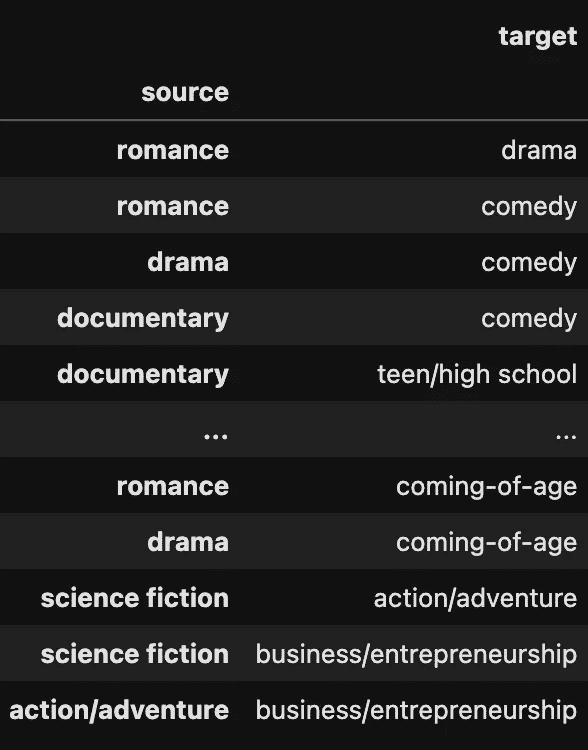 target
source
romance drama
romance comedy
drama comedy
documentary comedy
documentary teen/high school
... ...
romance coming-of-age
drama coming-of-age
science fiction action/adventure
science fiction business/entrepreneurship
action/adventure business/entrepreneurship